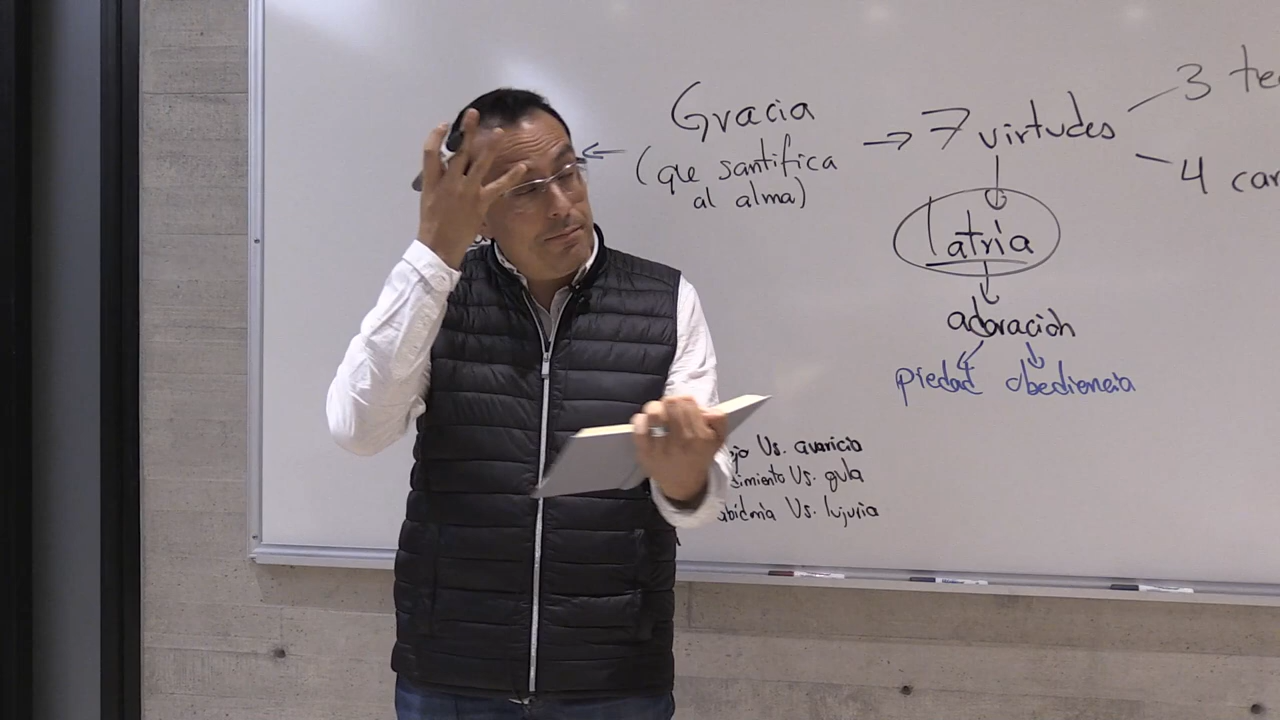 Gracia
(que santifica
al alma)
→ 7 virtudes
3 te
4 car
latria
adoración
piedad obediencia
Vs. avaricia
Vs. gula
Vs. lujuria